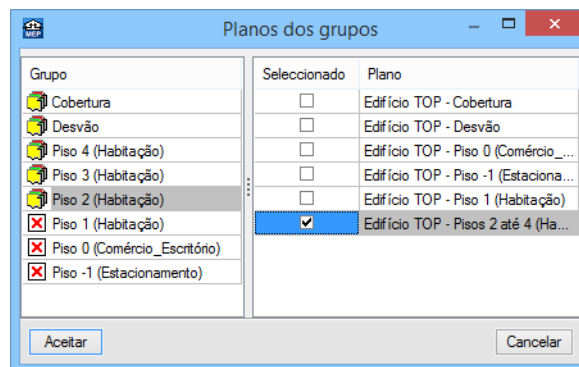 MEP
Planos dos grupos
Grupo
Cobertura
Desvão
Piso 4 (Habitação)
Piso 3 (Habitação)
Piso 2 (Habitação)
Piso 1 (Habitação)
Piso 0 (Comércio_Escritório)
Piso -1 (Estacionamento)
Seleccionado Plano
Edifício TOP - Cobertura
Edifício TOP - Desvão
Edifício TOP - Piso 0 (Comércio_...
Edifício TOP - Piso -1 (Estaciona...
Edifício TOP - Piso 1 (Habitação)
Edifício TOP - Pisos 2 até 4 (Ha...
Aceitar
Cancelar